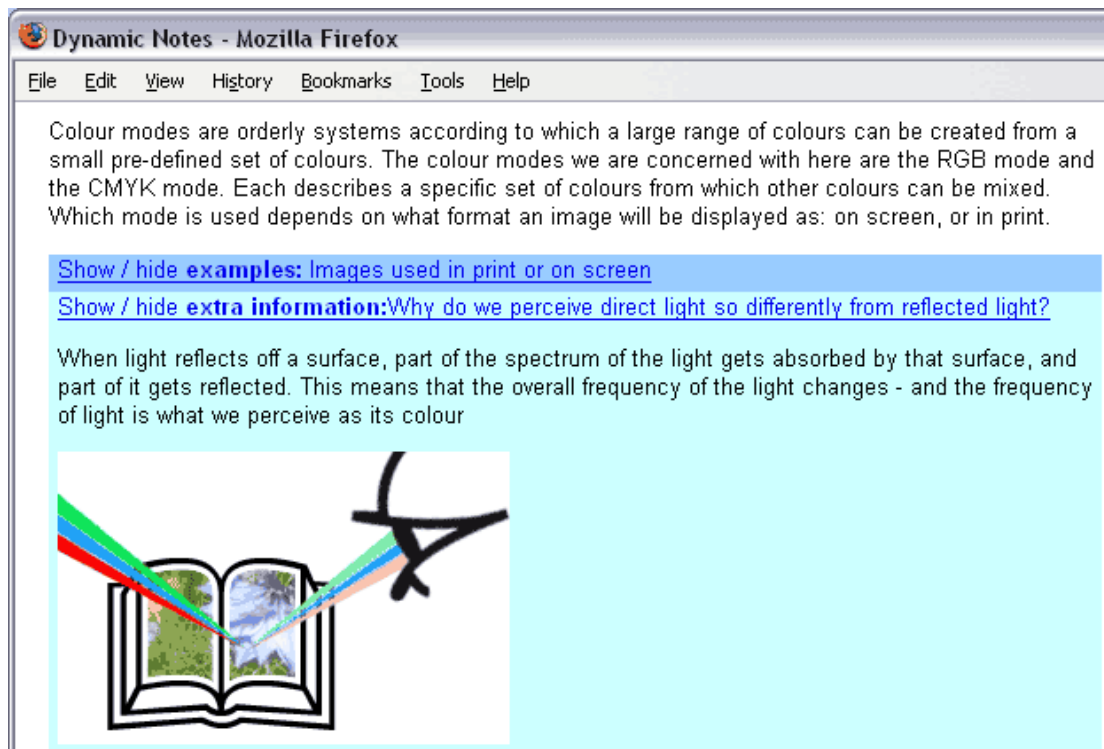 Dynamic Notes - Mozilla Firefox
File Edit View History Bookmarks Tools Help
Colour modes are orderly systems according to which a large range of colours can be created from a
small pre-defined set of colours. The colour modes we are concerned with here are the RGB mode and
the CMYK mode. Each describes a specific set of colours from which other colours can be mixed.
Which mode is used depends on what format an image will be displayed as: on screen, or in print.
Show / hide examples: Images used in print or on screen
Show / hide extra information:Why do we perceive direct light so differently from reflected light?
When light reflects off a surface, part of the spectrum of the light gets absorbed by that surface, and
part of it gets reflected. This means that the overall frequency of the light changes - and the frequency
of light is what we perceive as its colour